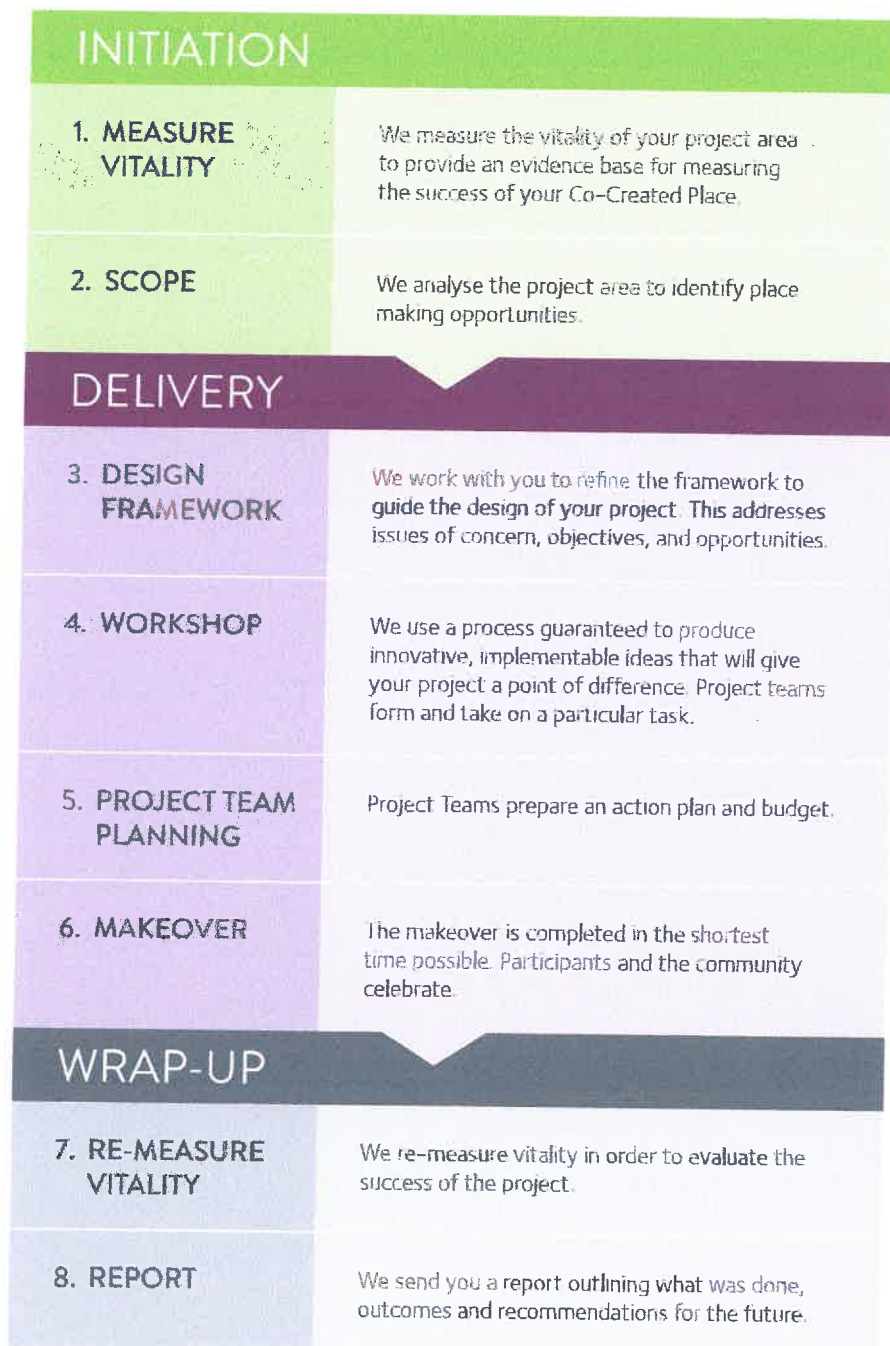 INITIATION
1. MEASURE
VITALITY
We measure the vitality of your project area
to provide an evidence base for measuring
the success of your Co-Created Place.
2. SCOPE
We analyse the project area to identify place
making opportunities.
DELIVERY
3. DESIGN
FRAMEWORK
We work with you to refine the framework to
guide the design of your project. This addresses
issues of concern, objectives, and opportunities.
4. WORKSHOP
We use a process guaranteed to produce
innovative, implementable ideas that will give
your project a point of difference. Project teams
form and take on a particular task.
5. PROJECT TEAM
PLANNING
Project Teams prepare an action plan and budget.
6. MAKEOVER
The makeover is completed in the shortest
time possible. Participants and the community
celebrate.
WRAP-UP
7. RE-MEASURE
VITALITY
We re-measure vitality in order to evaluate the
success of the project.
8. REPORT
We send you a report outlining what was done,
outcomes and recommendations for the future.